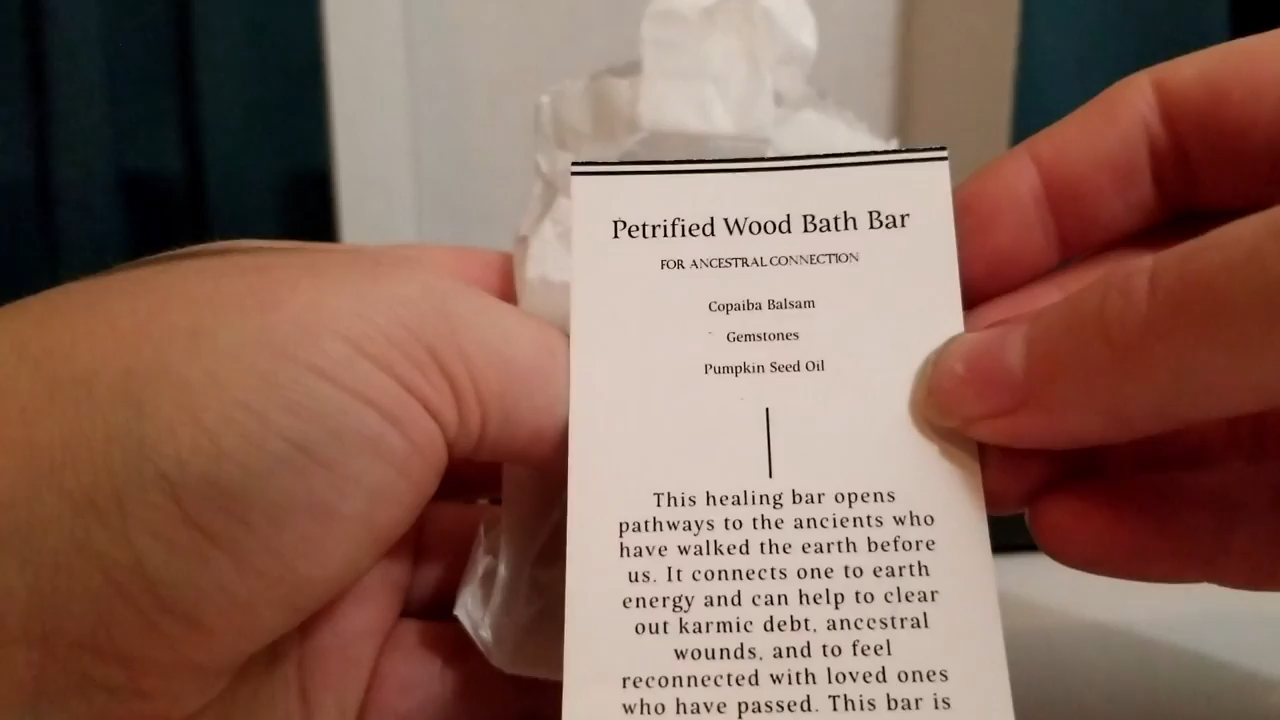 Petrified Wood Bath Bar
FOR ANCESTRAL CONNECTION
Copaiba Balsam
Gemstones
Pumpkin Seed Oil
This healing bar opens
pathways to the ancients who
have walked the earth before
us. It connects one to earth
energy and can help to clear
out karmic debt, ancestral
wounds, and to feel
reconnected with loved ones
who have passed. This bar is